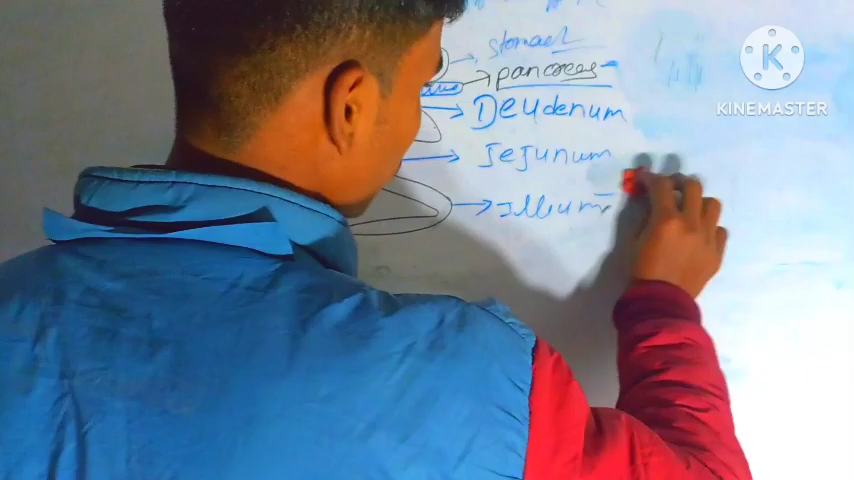 stomach
pancreas
Deudenum
Jejunum
Illium
K
KINEMASTER